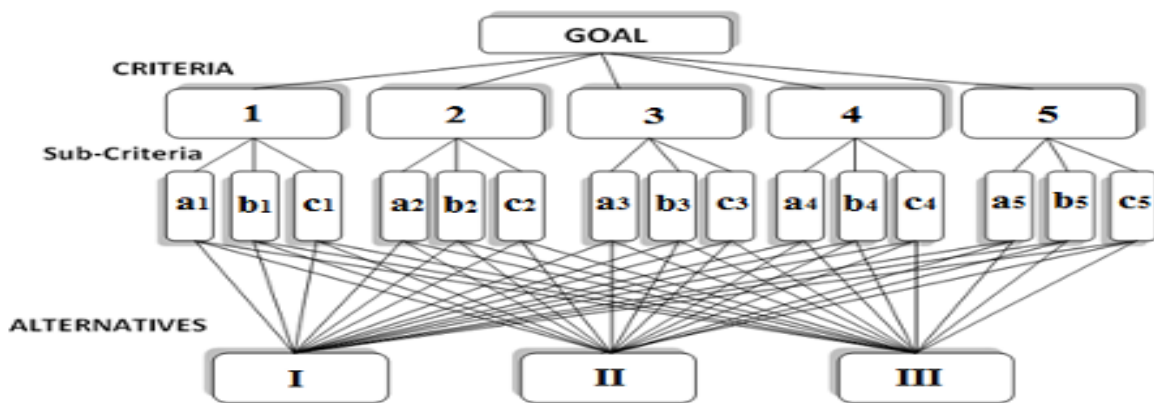 GOAL
CRITERIA
1 2 3 4 5
Sub-Criteria
a1 b1 c1 a2 b2 c2 a3 b3 c3 a4 b4 c4 a5 b5 c5
ALTERNATIVES
I II III